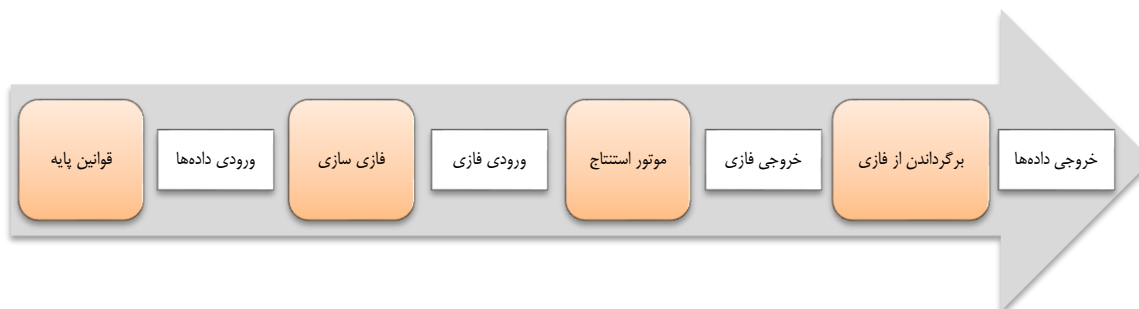 قوانین پایه
ورودی داده‌ها
فازی سازی
ورودی فازی
موتور استنتاج
خروجی فازی
برگرداندن از فازی
خروجی داده‌ها